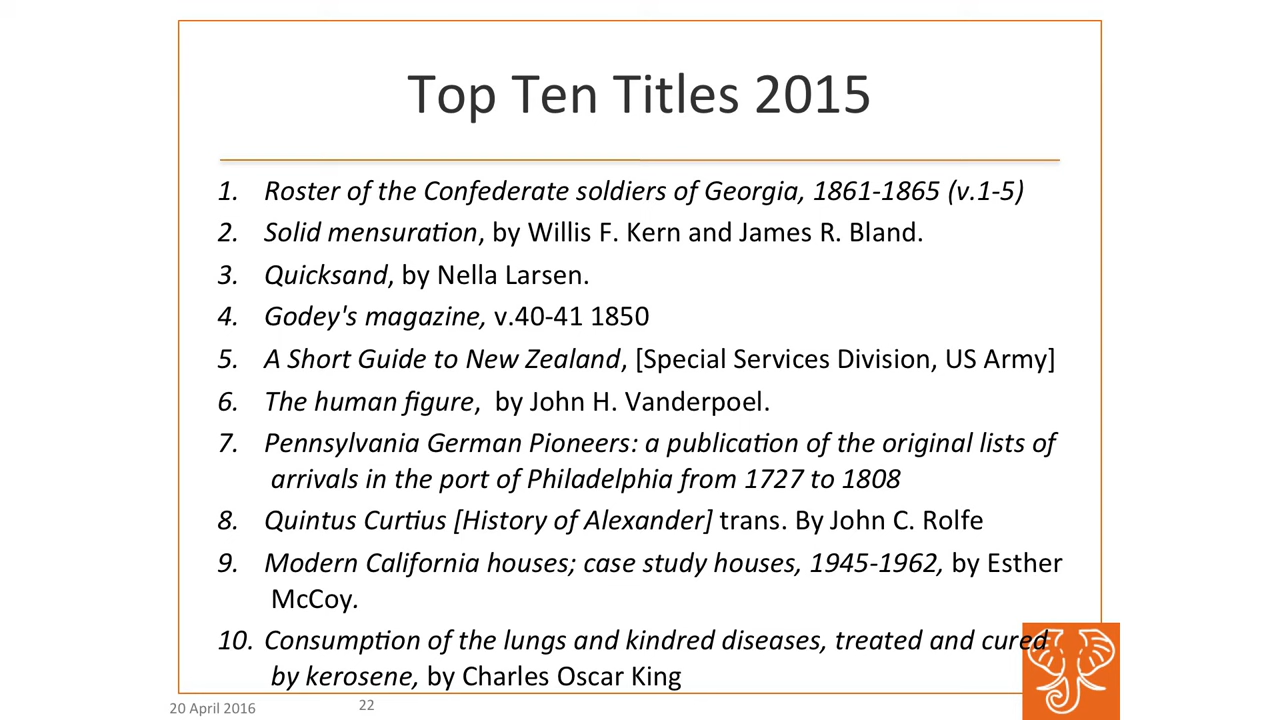 Top Ten Titles 2015
1. Roster of the Confederate soldiers of Georgia, 1861-1865 (v.1-5)
2. Solid mensuration, by Willis F. Kern and James R. Bland.
3. Quicksand, by Nella Larsen.
4. Godey's magazine, v.40-41 1850
5. A Short Guide to New Zealand, [Special Services Division, US Army]
6. The human figure,  by John H. Vanderpoel.
7. Pennsylvania German Pioneers: a publication of the original lists of
arrivals in the port of Philadelphia from 1727 to 1808
8. Quintus Curtius [History of Alexander] trans. By John C. Rolfe
9. Modern California houses; case study houses, 1945-1962, by Esther
McCoy.
10. Consumption of the lungs and kindred diseases, treated and cured
by kerosene, by Charles Oscar King
20 April 2016
22